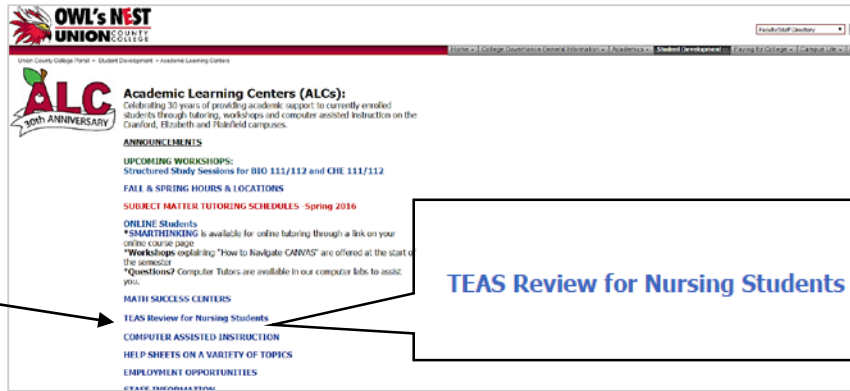 OWL's NEST
UNION COUNTY COLLEGE
Faculty/Staff Directory
Home
College Governance General Information
Academics
Student Development
Paying for College
Campus Life
Union County College Portal > Student Development > Academic Learning Centers
ALC
30th ANNIVERSARY
Academic Learning Centers (ALCs):
Celebrating 30 years of providing academic support to currently enrolled
students through tutoring, workshops and computer assisted instruction on the
Cranford, Elizabeth and Plainfield campuses.
ANNOUNCEMENTS
UPCOMING WORKSHOPS:
Structured Study Sessions for BIO 111/112 and CHE 111/112
FALL & SPRING HOURS & LOCATIONS
SUBJECT MATTER TUTORING SCHEDULES -Spring 2016
ONLINE Students
*SMARTHINKING is available for online tutoring through a link on your
online course page
*Workshops explaining "How to Navigate CANVAS" are offered at the start of
the semester
*Questions? Computer Tutors are available in our computer labs to assist
you.
MATH SUCCESS CENTERS
TEAS Review for Nursing Students
COMPUTER ASSISTED INSTRUCTION
HELP SHEETS ON A VARIETY OF TOPICS
EMPLOYMENT OPPORTUNITIES
STAFF INFORMATION
TEAS Review for Nursing Students